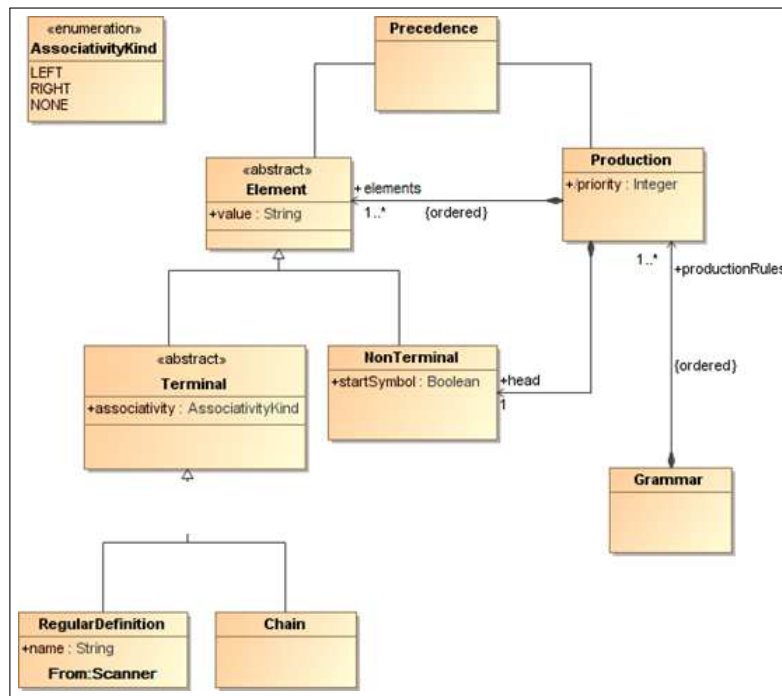 «enumeration»
AssociativityKind
LEFT
RIGHT
NONE
Precedence
«abstract»
Element
+value : String
+ elements
1..*
{ordered}
Production
+/priority : Integer
1..*
+productionRules
{ordered}
«abstract»
Terminal
+associativity : AssociativityKind
NonTerminal
+startSymbol : Boolean
+head
1
Grammar
RegularDefinition
+name : String
From:Scanner
Chain